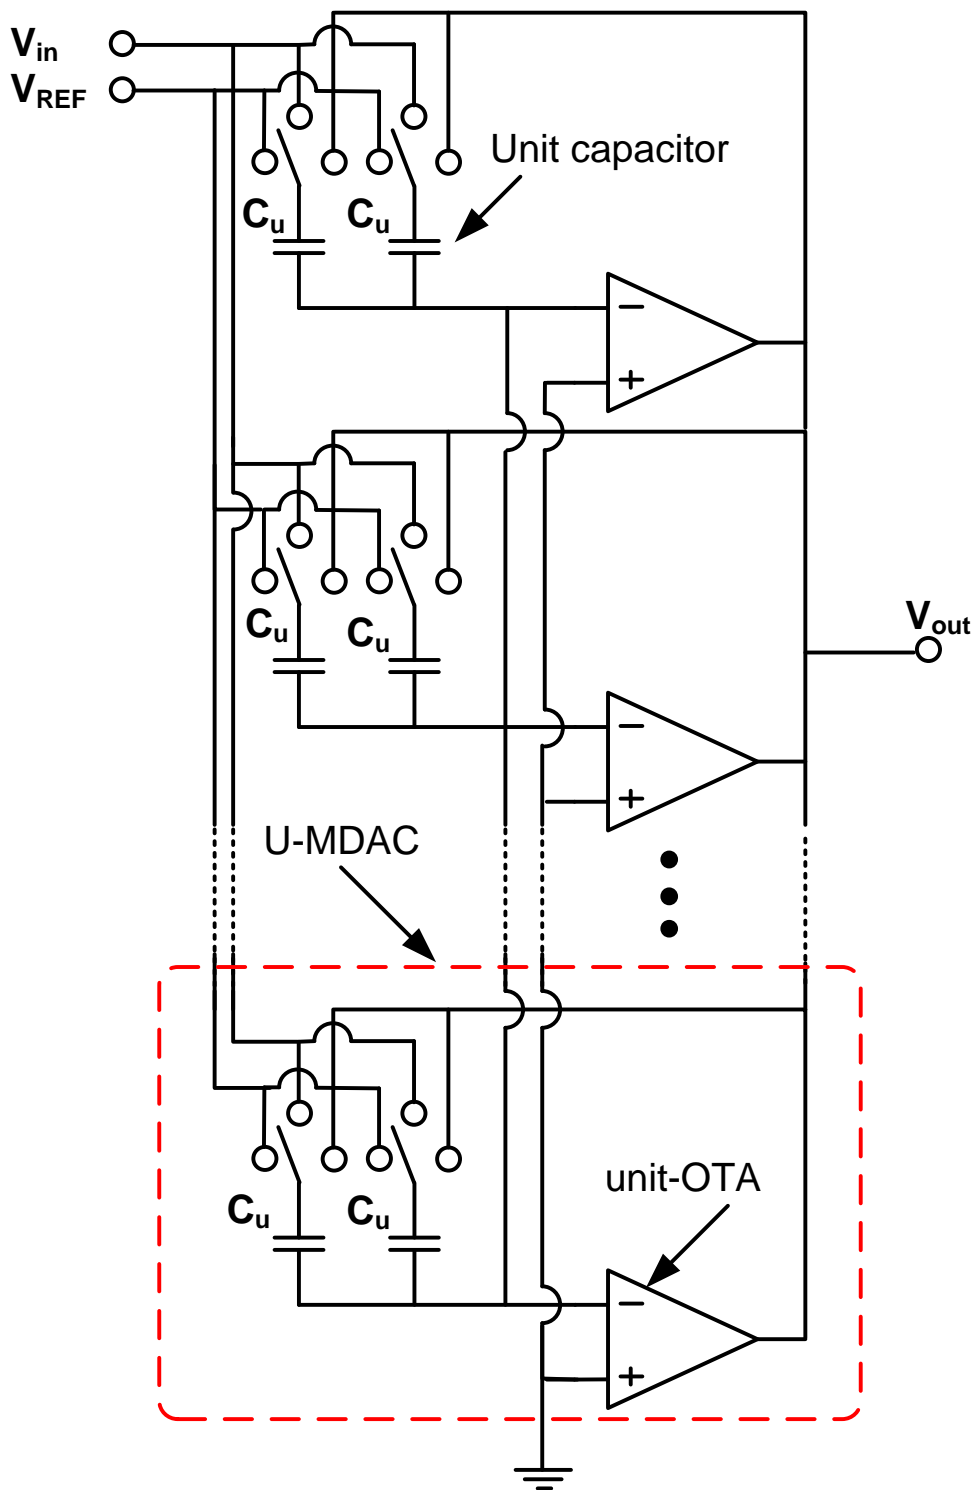 Vin
VREF
Unit capacitor
Cu Cu
− 
+
Cu Cu
Vout
−
+
U-MDAC
unit-OTA
Cu Cu
−
+